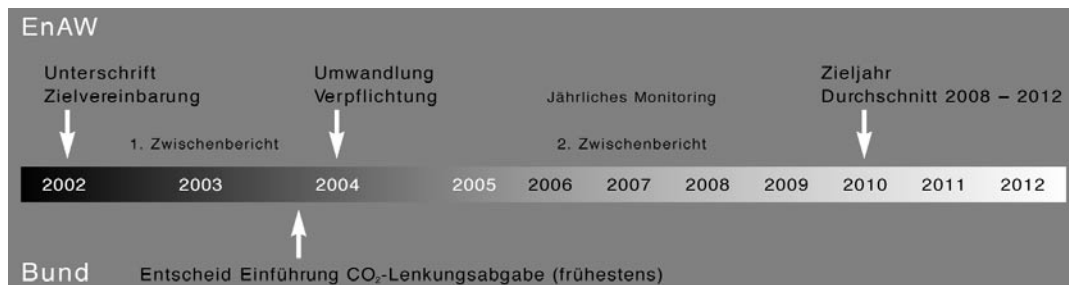 EnAW
Unterschrift
Zielvereinbarung
Umwandlung
Verpflichtung
Jährliches Monitoring
Zieljahr
Durchschnitt 2008 – 2012
1. Zwischenbericht
2. Zwischenbericht
2002 2003 2004 2005 2006 2007 2008 2009 2010 2011 2012
Bund
Entscheid Einführung CO₂-Lenkungsabgabe (frühestens)